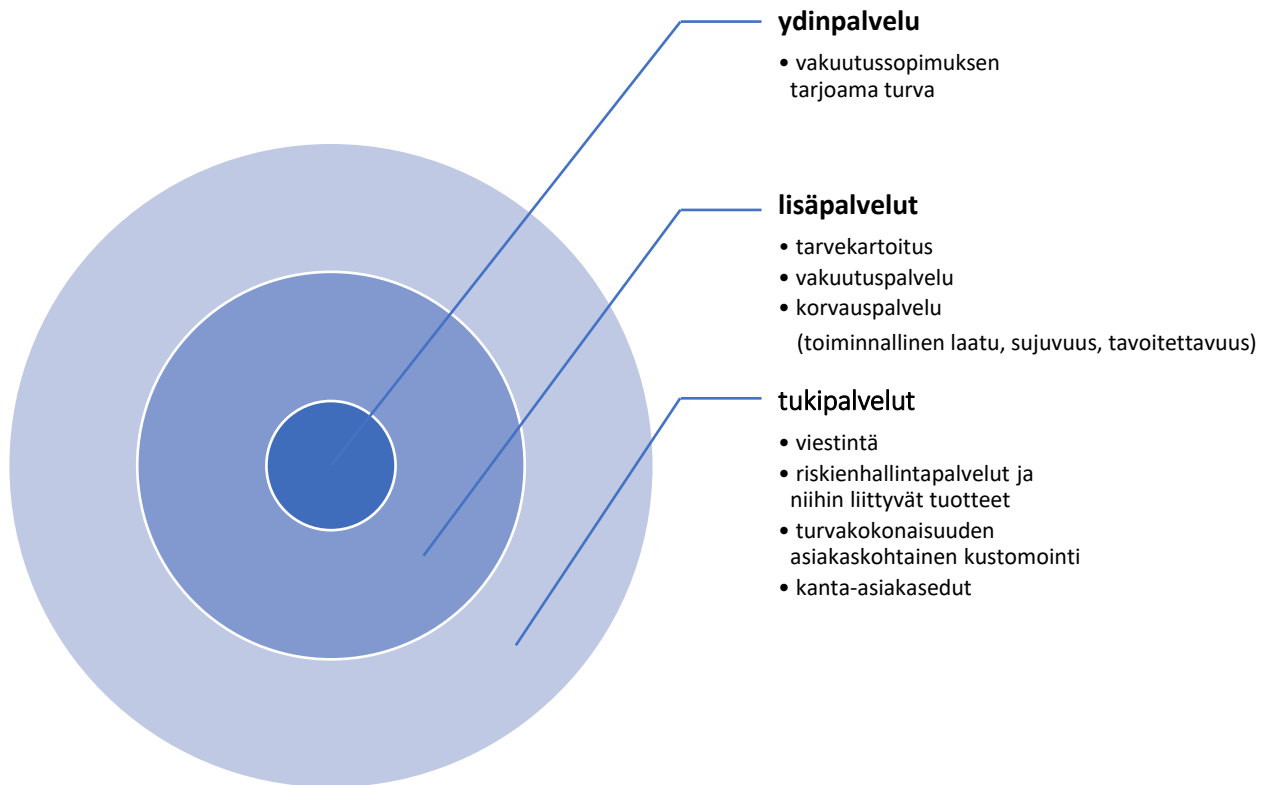 ydinpalvelu
• vakuutussopimuksen
tarjoama turva
lisäpalvelut
• tarvekartoitus
• vakuutuspalvelu
• korvauspalvelu
(toiminnallinen laatu, sujuvuus, tavoitettavuus)
tukipalvelut
• viestintä
• riskienhallintapalvelut ja
niihin liittyvät tuotteet
• turvakokonaisuuden
asiakaskohtainen kustomointi
• kanta-asiakasedut